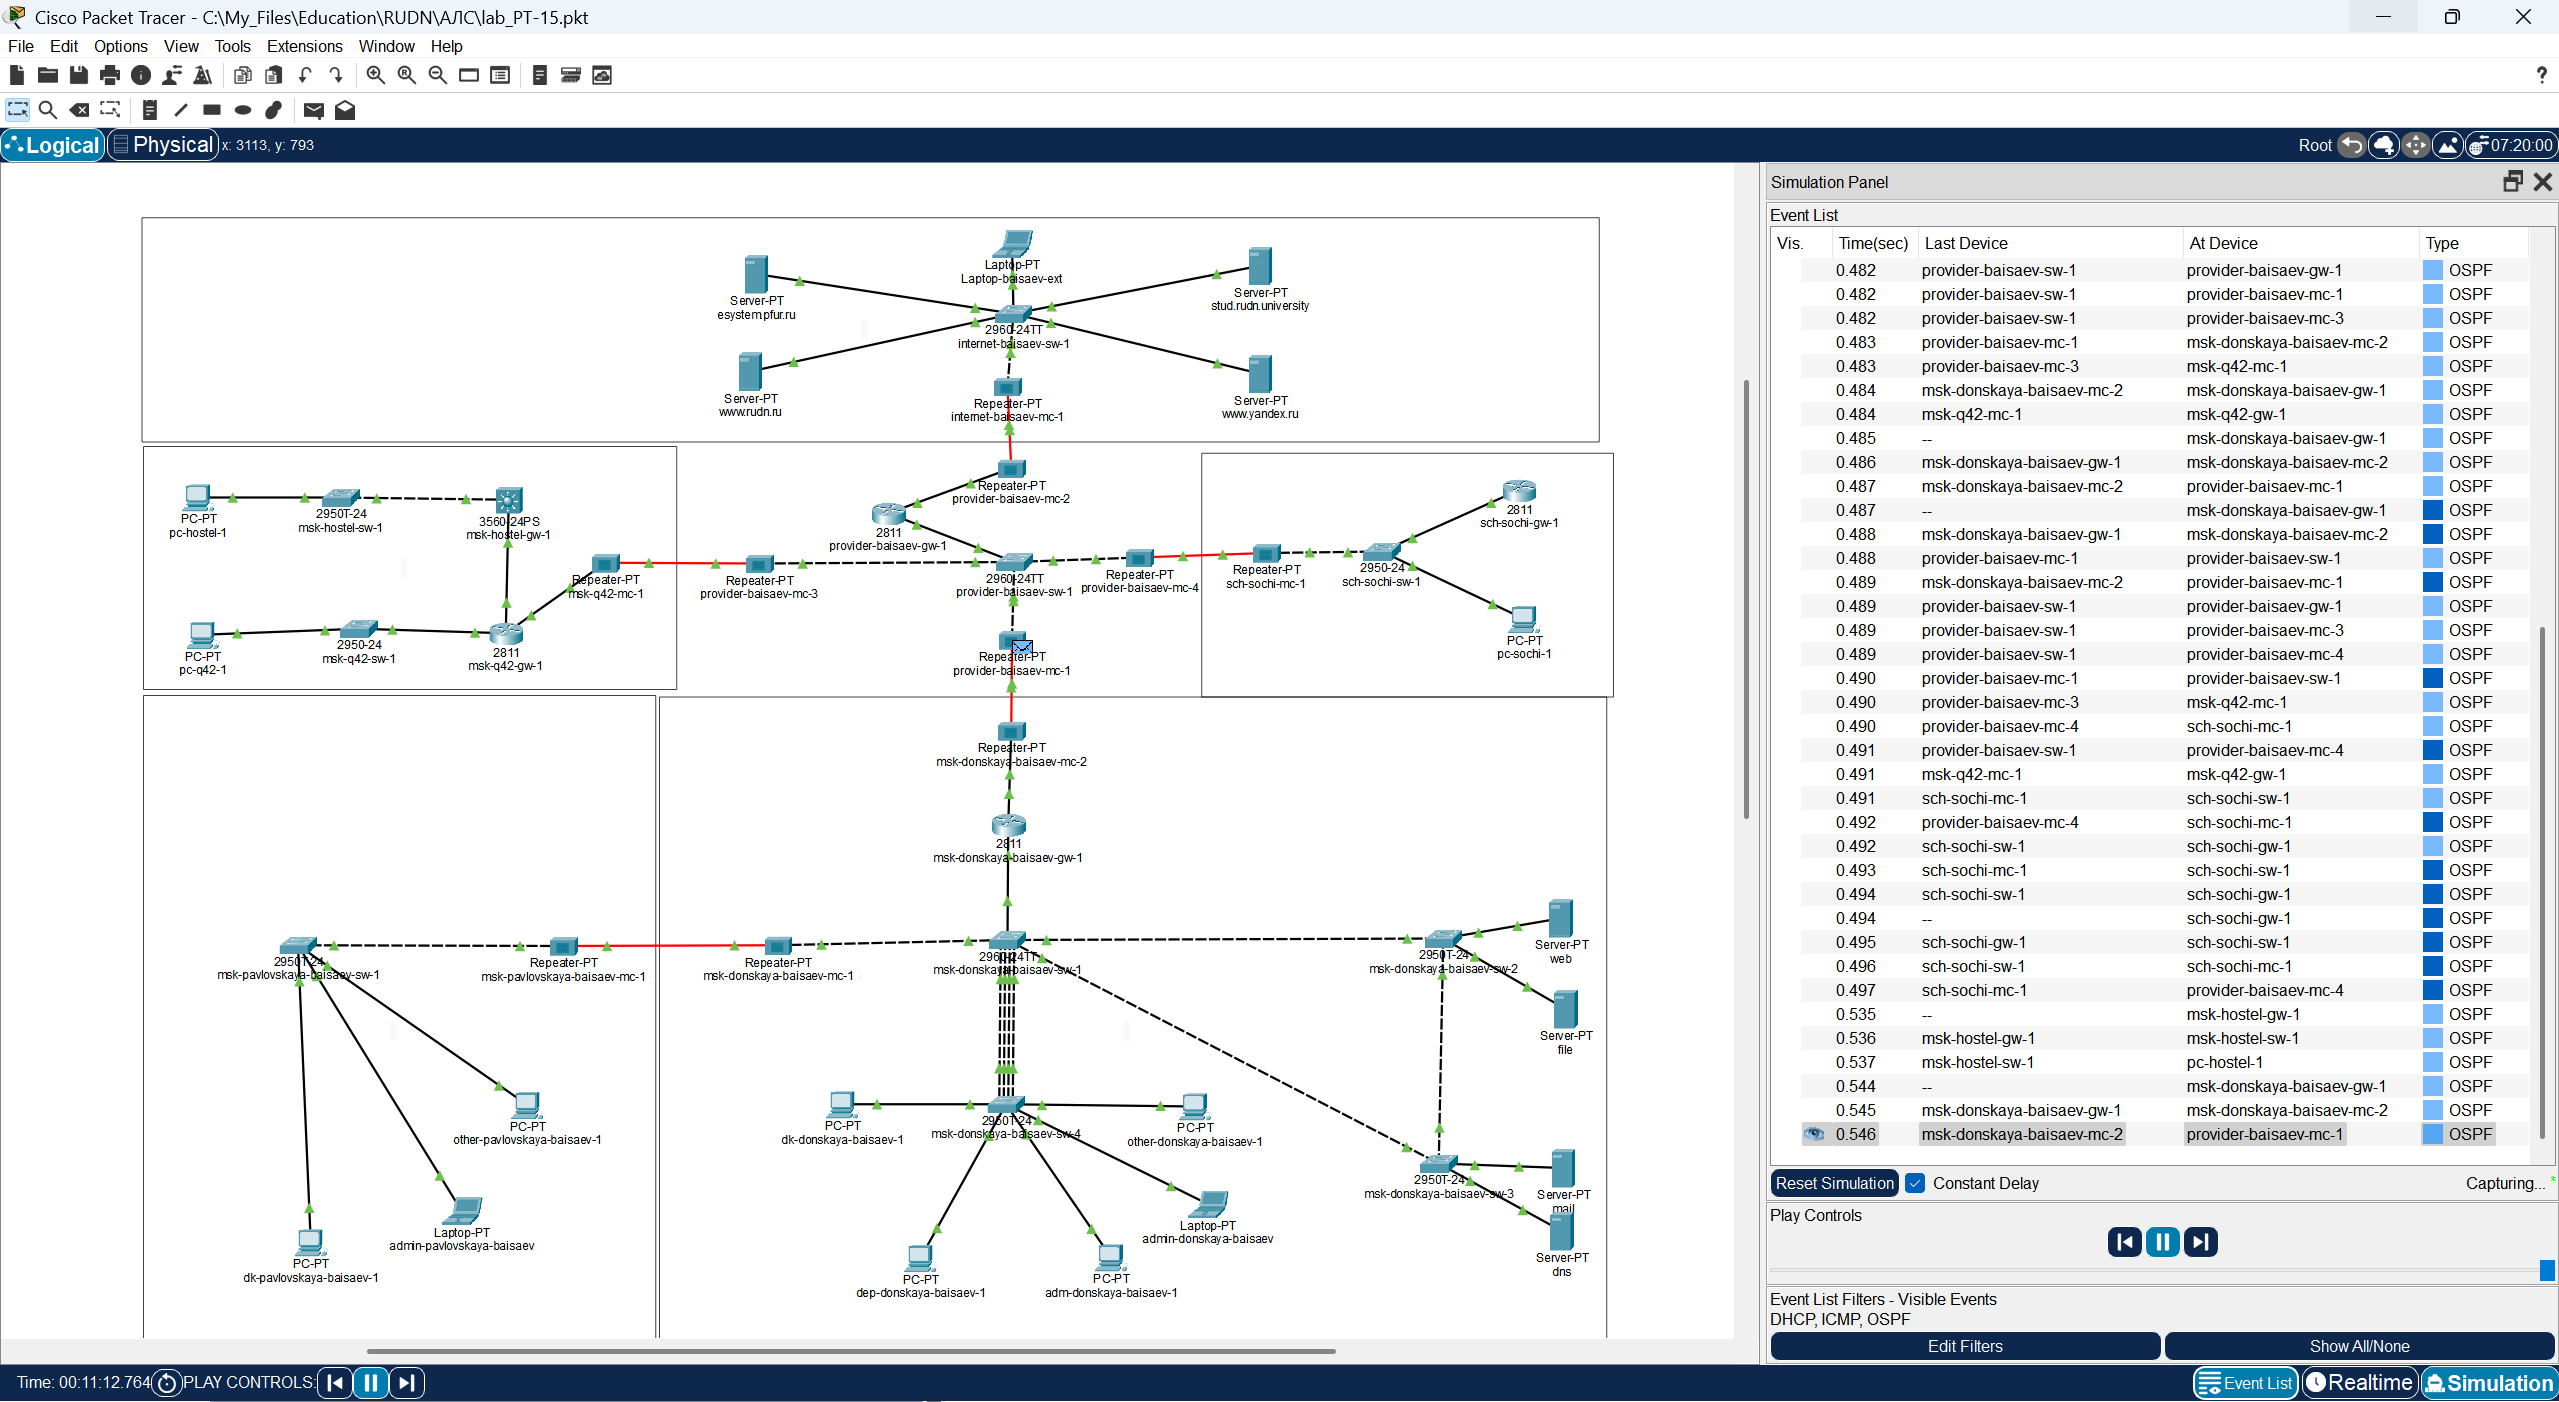 Cisco Packet Tracer - C:\My_Files\Education\RUDN\АЛС\lab_PT-15.pkt
File Edit Options View Tools Extensions Window Help
?
Logical Physical x: 3113, y: 793
Root 07:20:00
Laptop-PT
Laptop-baisaev-ext
Server-PT
esystem.pfur.ru
Server-PT
stud.rudn.university
2960-24TT
internet-baisaev-sw-1
Server-PT
www.rudn.ru
Server-PT
www.yandex.ru
Repeater-PT
internet-baisaev-mc-1
Repeater-PT
provider-baisaev-mc-2
PC-PT
pc-hostel-1
2950T-24
msk-hostel-sw-1
3560-24PS
msk-hostel-gw-1
2811
provider-baisaev-gw-1
2811
sch-sochi-gw-1
Repeater-PT
msk-q42-mc-1
Repeater-PT
provider-baisaev-mc-3
2960-24TT
provider-baisaev-sw-1
Repeater-PT
provider-baisaev-mc-4
Repeater-PT
sch-sochi-mc-1
2950-24
sch-sochi-sw-1
PC-PT
pc-q42-1
2950-24
msk-q42-sw-1
2811
msk-q42-gw-1
Repeater-PT
provider-baisaev-mc-1
PC-PT
pc-sochi-1
Repeater-PT
msk-donskaya-baisaev-mc-2
2811
msk-donskaya-baisaev-gw-1
2950T-24
msk-pavlovskaya-baisaev-sw-1
Repeater-PT
msk-pavlovskaya-baisaev-mc-1
Repeater-PT
msk-donskaya-baisaev-mc-1
2960-24TT
msk-donskaya-baisaev-sw-1
2950T-24
msk-donskaya-baisaev-sw-2
Server-PT
web
Server-PT
file
PC-PT
other-pavlovskaya-baisaev-1
PC-PT
dk-donskaya-baisaev-1
2950T-24
msk-donskaya-baisaev-sw-4
PC-PT
other-donskaya-baisaev-1
2950T-24
msk-donskaya-baisaev-sw-3
Server-PT
mail
Server-PT
dns
Laptop-PT
admin-pavlovskaya-baisaev
PC-PT
dk-pavlovskaya-baisaev-1
Laptop-PT
admin-donskaya-baisaev
PC-PT
dep-donskaya-baisaev-1
PC-PT
adm-donskaya-baisaev-1
Simulation Panel
Event List
Vis. Time(sec) Last Device At Device Type
0.482 provider-baisaev-sw-1 provider-baisaev-gw-1 OSPF
0.482 provider-baisaev-sw-1 provider-baisaev-mc-1 OSPF
0.482 provider-baisaev-sw-1 provider-baisaev-mc-3 OSPF
0.483 provider-baisaev-mc-1 msk-donskaya-baisaev-mc-2 OSPF
0.483 provider-baisaev-mc-3 msk-q42-mc-1 OSPF
0.484 msk-donskaya-baisaev-mc-2 msk-donskaya-baisaev-gw-1 OSPF
0.484 msk-q42-mc-1 msk-q42-gw-1 OSPF
0.485 -- msk-donskaya-baisaev-gw-1 OSPF
0.486 msk-donskaya-baisaev-gw-1 msk-donskaya-baisaev-mc-2 OSPF
0.487 msk-donskaya-baisaev-mc-2 provider-baisaev-mc-1 OSPF
0.487 -- msk-donskaya-baisaev-gw-1 OSPF
0.488 msk-donskaya-baisaev-gw-1 msk-donskaya-baisaev-mc-2 OSPF
0.488 provider-baisaev-mc-1 provider-baisaev-sw-1 OSPF
0.489 msk-donskaya-baisaev-mc-2 provider-baisaev-mc-1 OSPF
0.489 provider-baisaev-sw-1 provider-baisaev-gw-1 OSPF
0.489 provider-baisaev-sw-1 provider-baisaev-mc-3 OSPF
0.489 provider-baisaev-sw-1 provider-baisaev-mc-4 OSPF
0.490 provider-baisaev-mc-1 provider-baisaev-sw-1 OSPF
0.490 provider-baisaev-mc-3 msk-q42-mc-1 OSPF
0.490 provider-baisaev-mc-4 sch-sochi-mc-1 OSPF
0.491 provider-baisaev-sw-1 provider-baisaev-mc-4 OSPF
0.491 msk-q42-mc-1 msk-q42-gw-1 OSPF
0.491 sch-sochi-mc-1 sch-sochi-sw-1 OSPF
0.492 provider-baisaev-mc-4 sch-sochi-mc-1 OSPF
0.492 sch-sochi-sw-1 sch-sochi-gw-1 OSPF
0.493 sch-sochi-mc-1 sch-sochi-sw-1 OSPF
0.494 sch-sochi-sw-1 sch-sochi-gw-1 OSPF
0.494 -- sch-sochi-gw-1 OSPF
0.495 sch-sochi-gw-1 sch-sochi-sw-1 OSPF
0.496 sch-sochi-sw-1 sch-sochi-mc-1 OSPF
0.497 sch-sochi-mc-1 provider-baisaev-mc-4 OSPF
0.535 -- msk-hostel-gw-1 OSPF
0.536 msk-hostel-gw-1 msk-hostel-sw-1 OSPF
0.537 msk-hostel-sw-1 pc-hostel-1 OSPF
0.544 -- msk-donskaya-baisaev-gw-1 OSPF
0.545 msk-donskaya-baisaev-gw-1 msk-donskaya-baisaev-mc-2 OSPF
0.546 msk-donskaya-baisaev-mc-2 provider-baisaev-mc-1 OSPF
Reset Simulation Constant Delay Capturing... *
Play Controls
Event List Filters - Visible Events
DHCP, ICMP, OSPF
Edit Filters Show All/None
Time: 00:11:12.764 PLAY CONTROLS: Event List Realtime Simulation